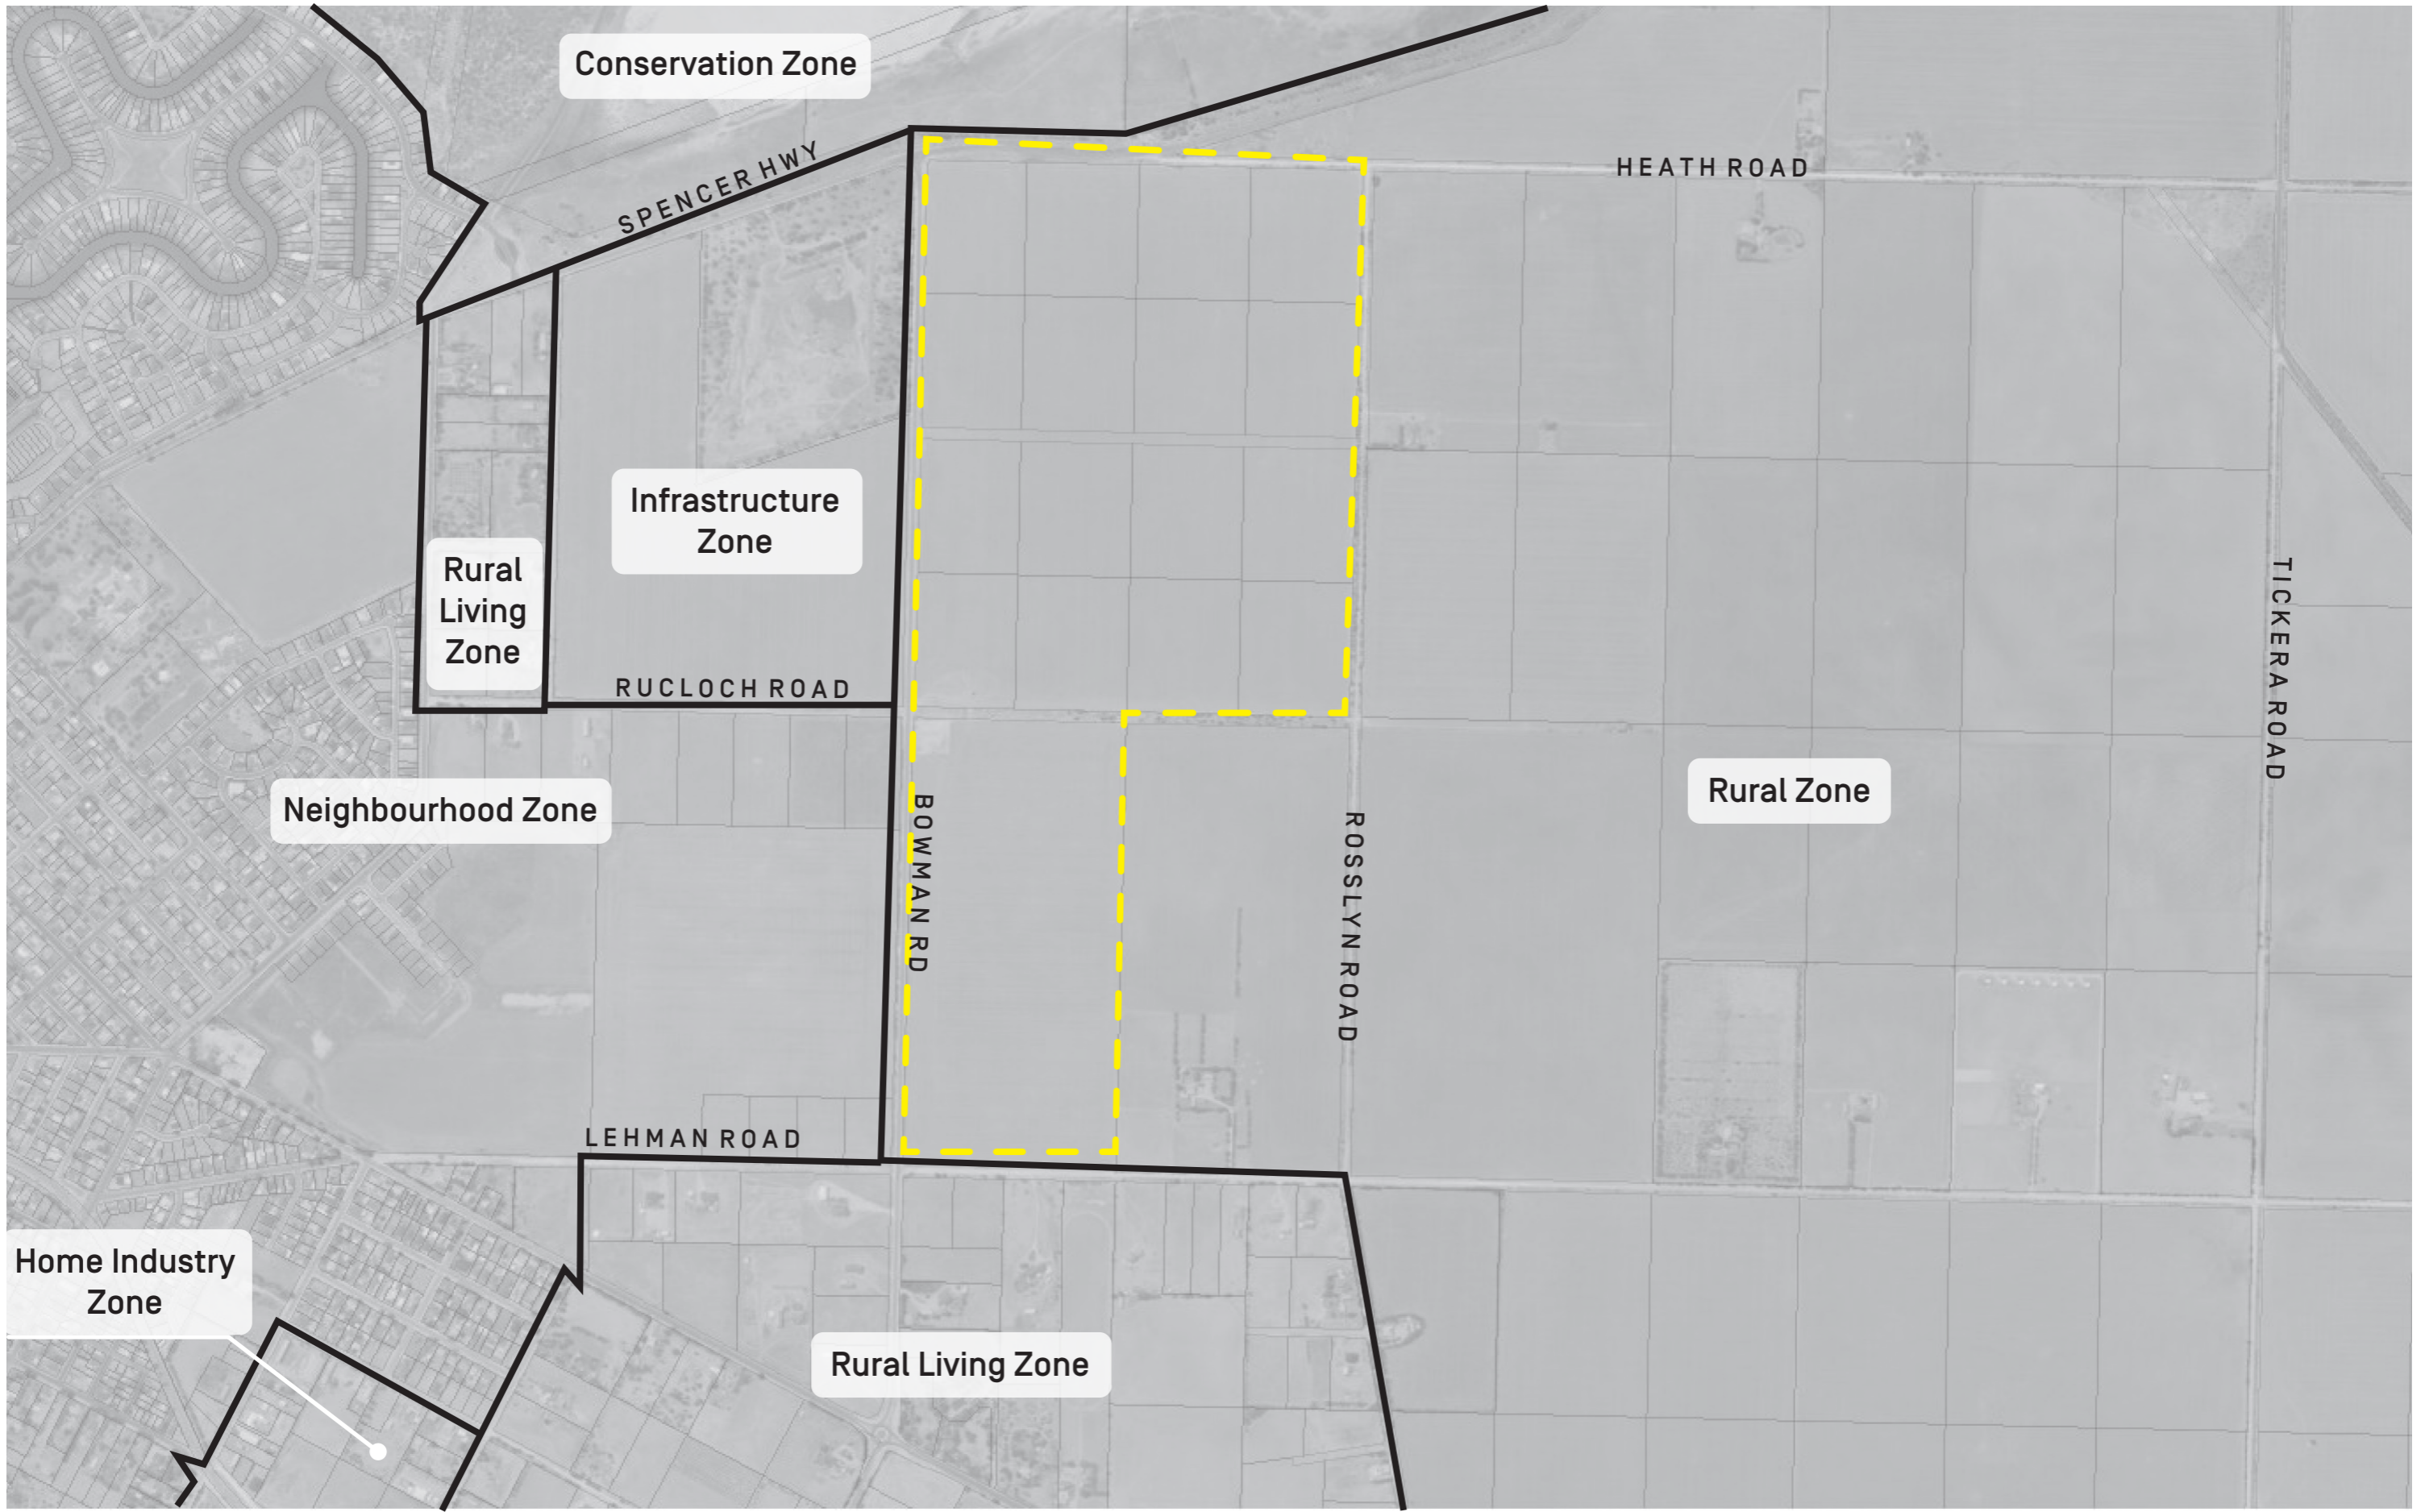 Conservation Zone
SPENCER HWY
HEATH ROAD
Infrastructure
Zone
Rural
Living
Zone
RUCLOCH ROAD
TICKERA ROAD
Neighbourhood Zone
BOWMAN RD
ROSSLYN ROAD
Rural Zone
LEHMAN ROAD
Home Industry
Zone
Rural Living Zone